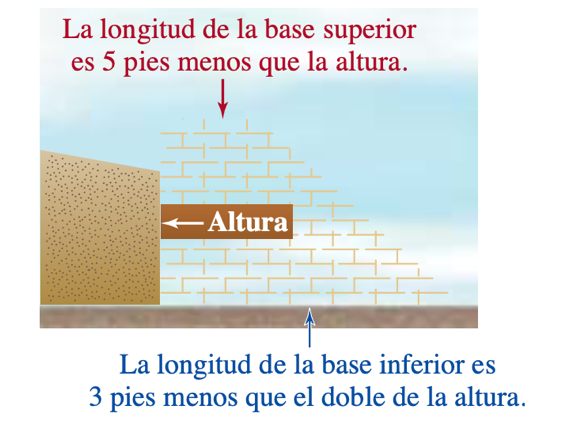 La longitud de la base superior
es 5 pies menos que la altura.
Altura
La longitud de la base inferior es
3 pies menos que el doble de la altura.